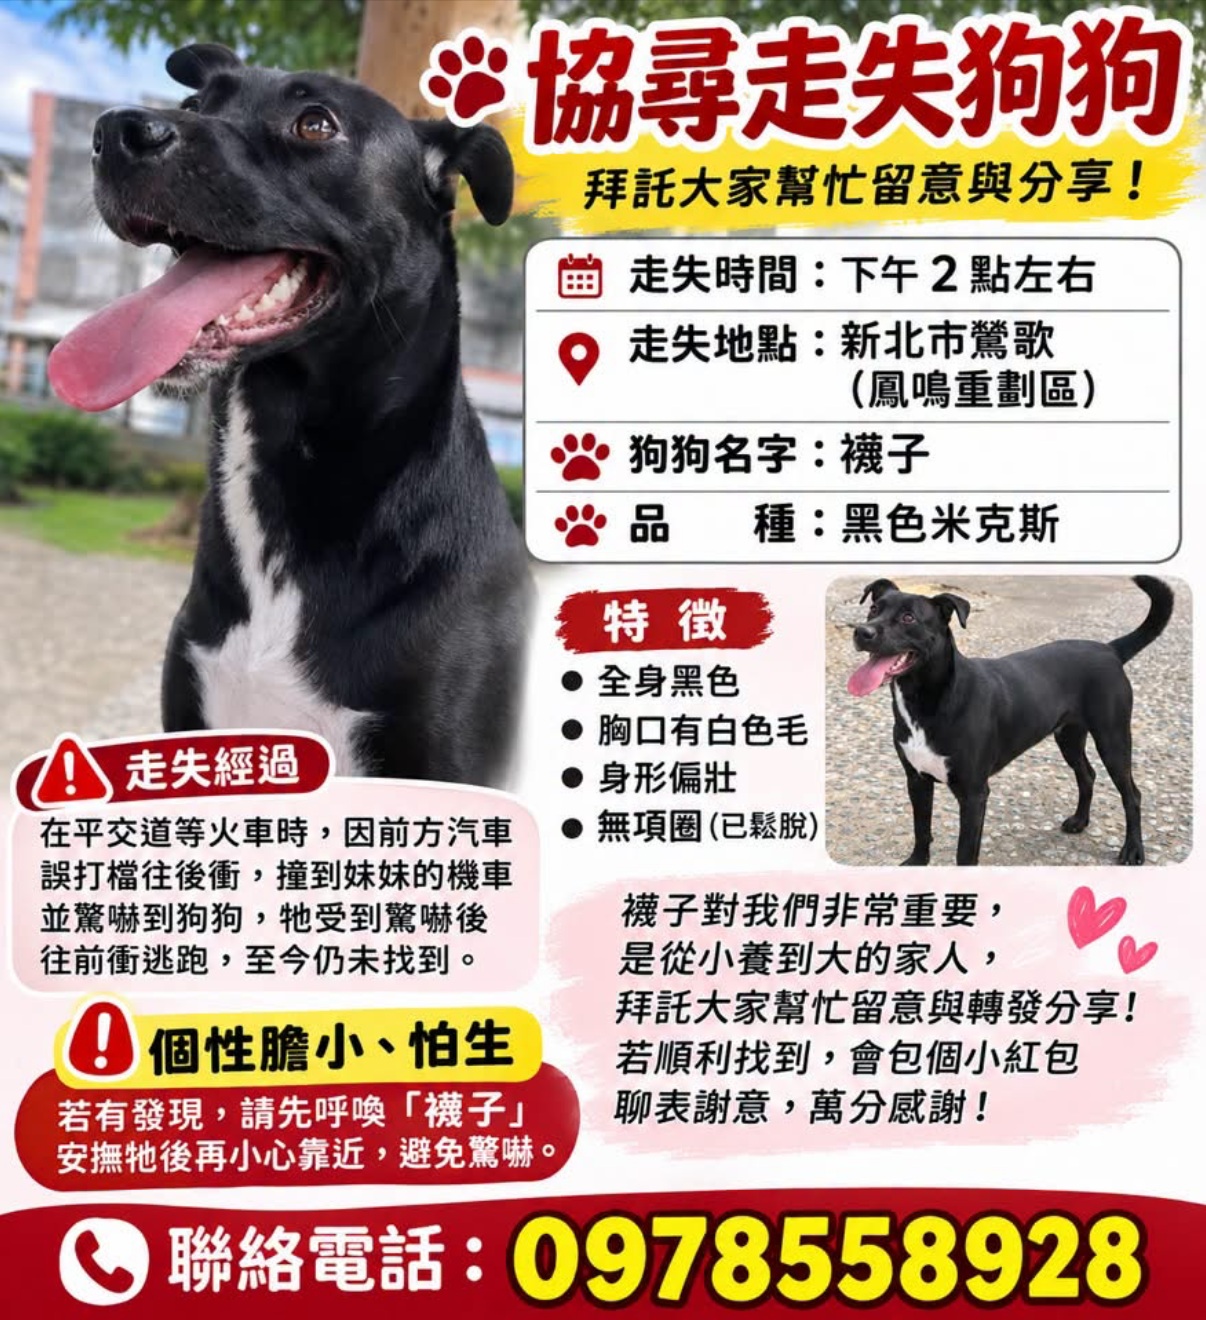 協尋走失狗狗
拜託大家幫忙留意與分享！
走失時間：下午2點左右
走失地點：新北市鶯歌
（鳳鳴重劃區）
狗狗名字：襪子
品　　種：黑色米克斯
特徵
● 全身黑色
● 胸口有白色毛
● 身形偏壯
● 無項圈(已鬆脫)
走失經過
在平交道等火車時，因前方汽車
誤打檔往後衝，撞到妹妹的機車
並驚嚇到狗狗，牠受到驚嚇後
往前衝逃跑，至今仍未找到。
個性膽小、怕生
若有發現，請先呼喚「襪子」
安撫牠後再小心靠近，避免驚嚇。
襪子對我們非常重要，
是從小養到大的家人，
拜託大家幫忙留意與轉發分享！
若順利找到，會包個小紅包
聊表謝意，萬分感謝！
聯絡電話：0978558928